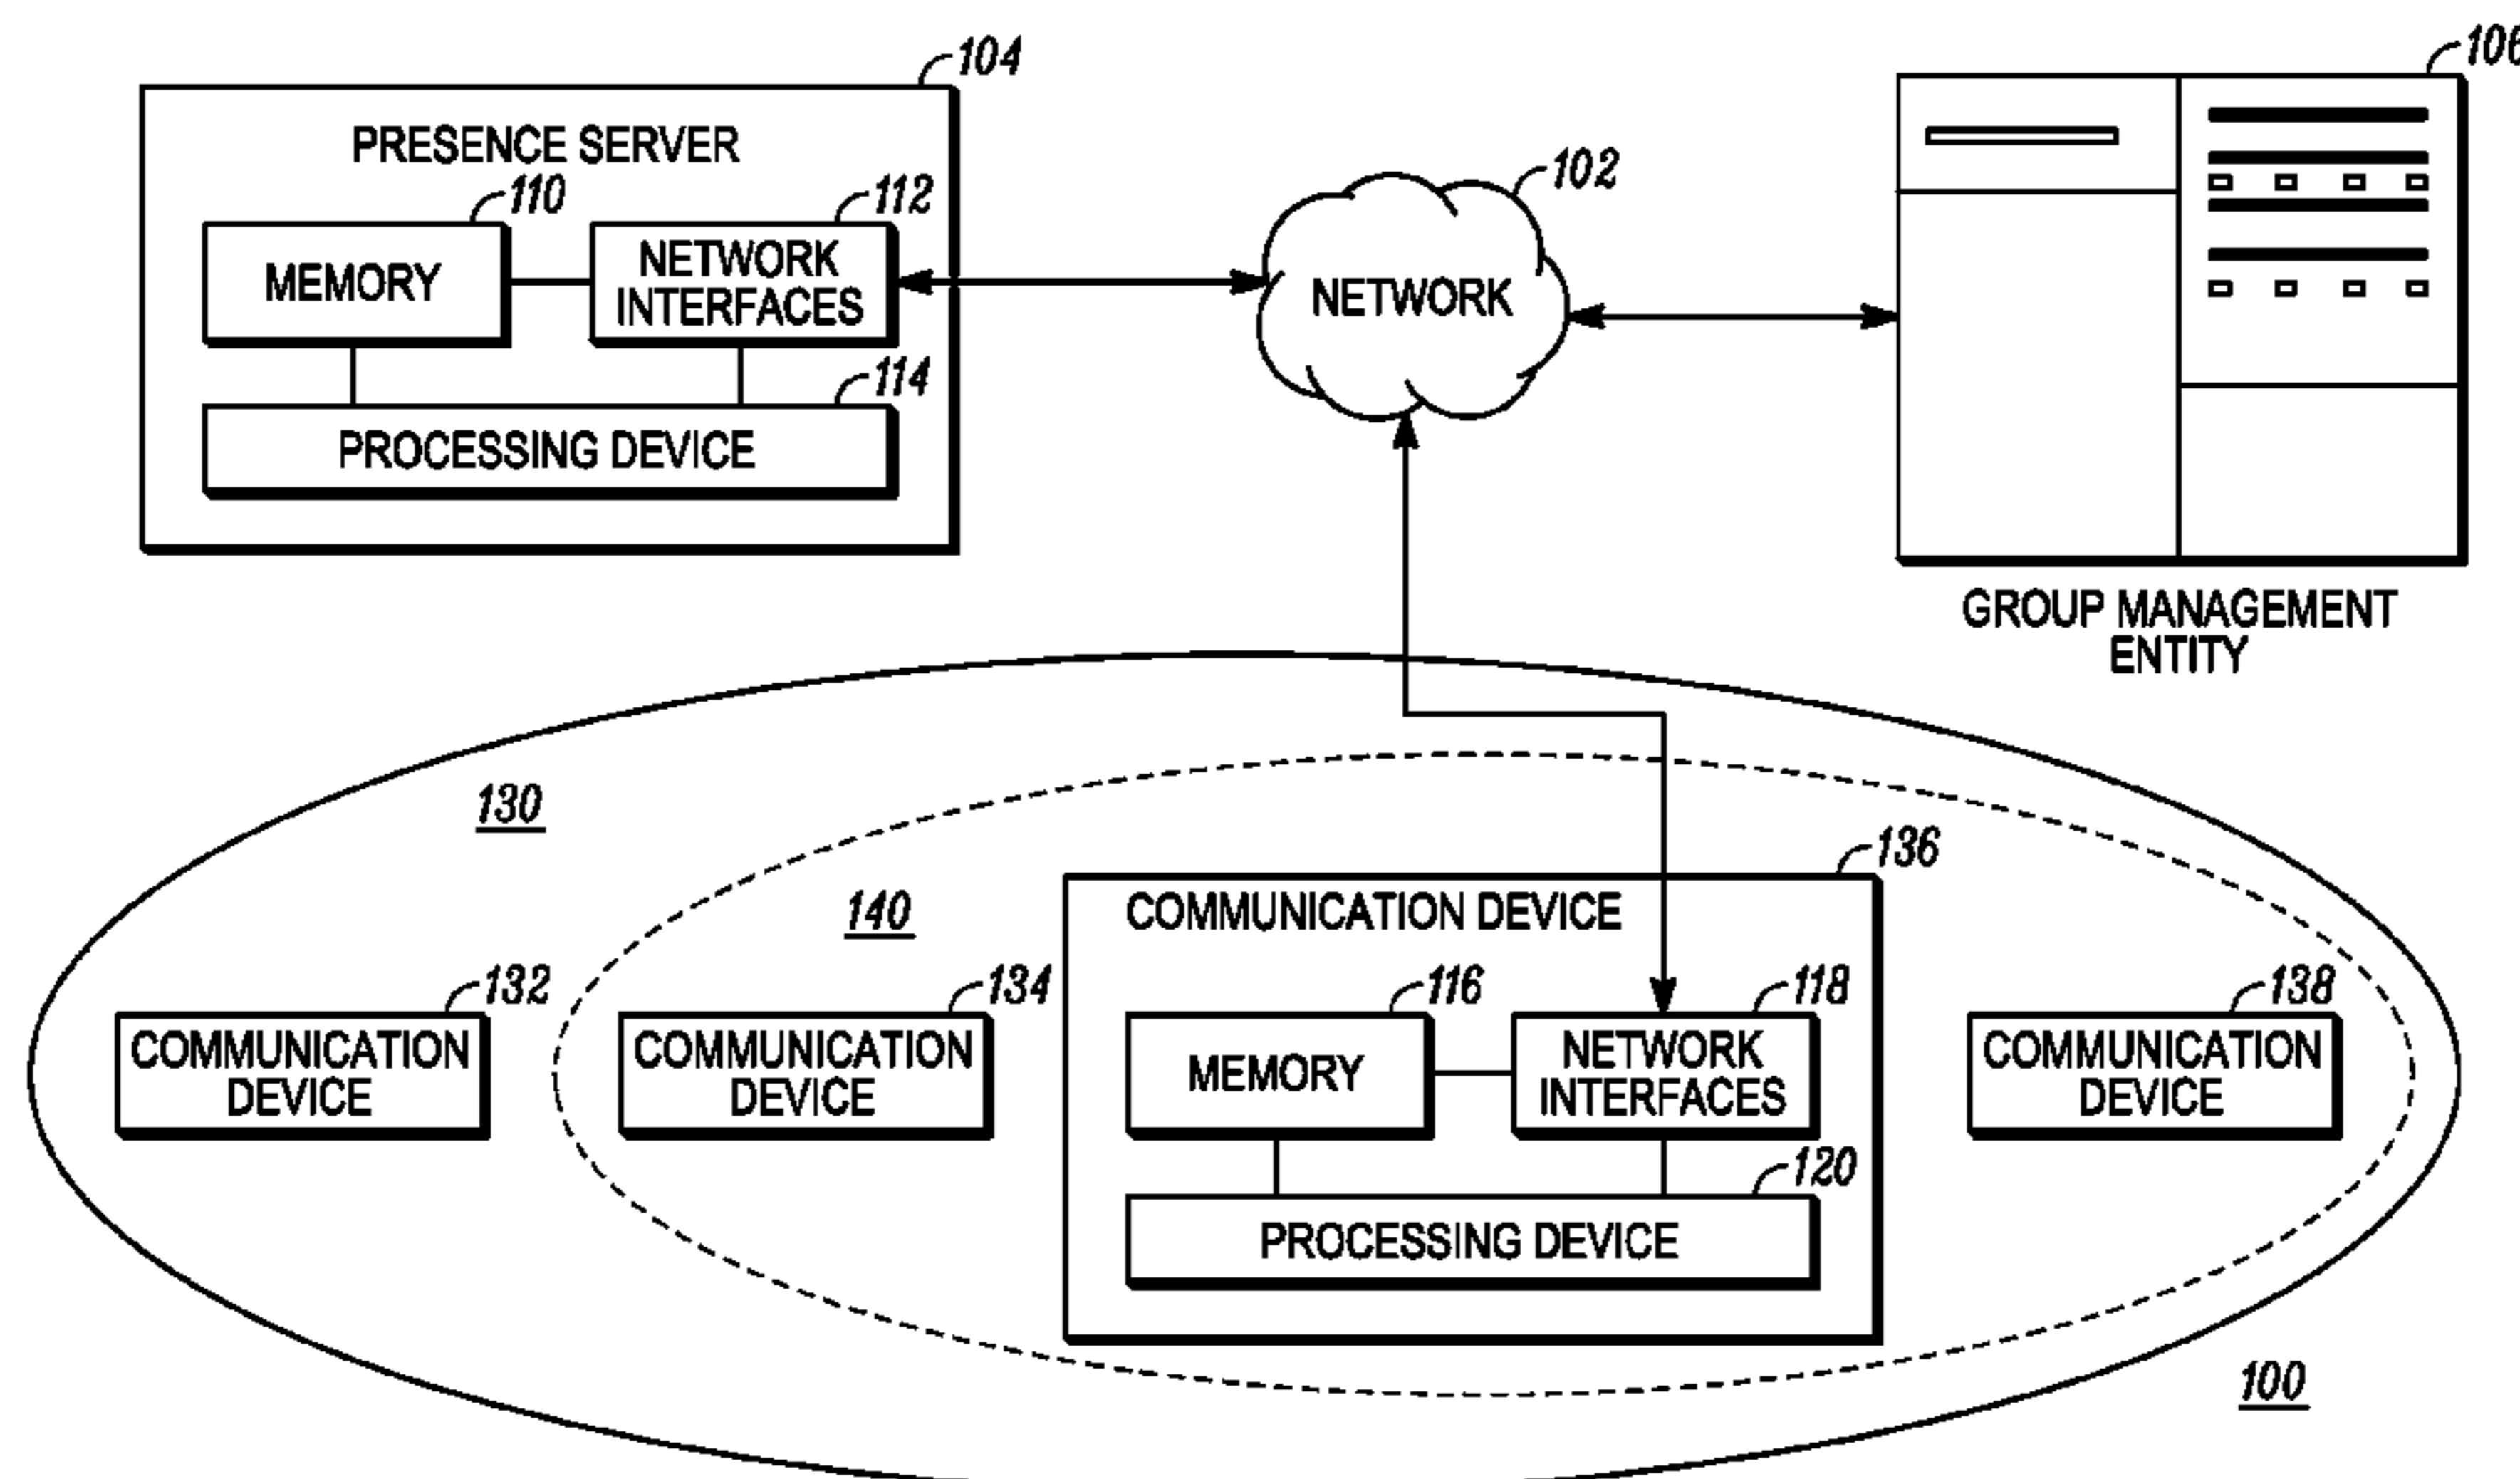 104
106
PRESENCE SERVER
102
110
112
MEMORY
NETWORK
INTERFACES
NETWORK
114
PROCESSING DEVICE
GROUP MANAGEMENT
ENTITY
130
136
140
COMMUNICATION DEVICE
132
134
116
118
138
COMMUNICATION
DEVICE
COMMUNICATION
DEVICE
MEMORY
NETWORK
INTERFACES
COMMUNICATION
DEVICE
120
PROCESSING DEVICE
100